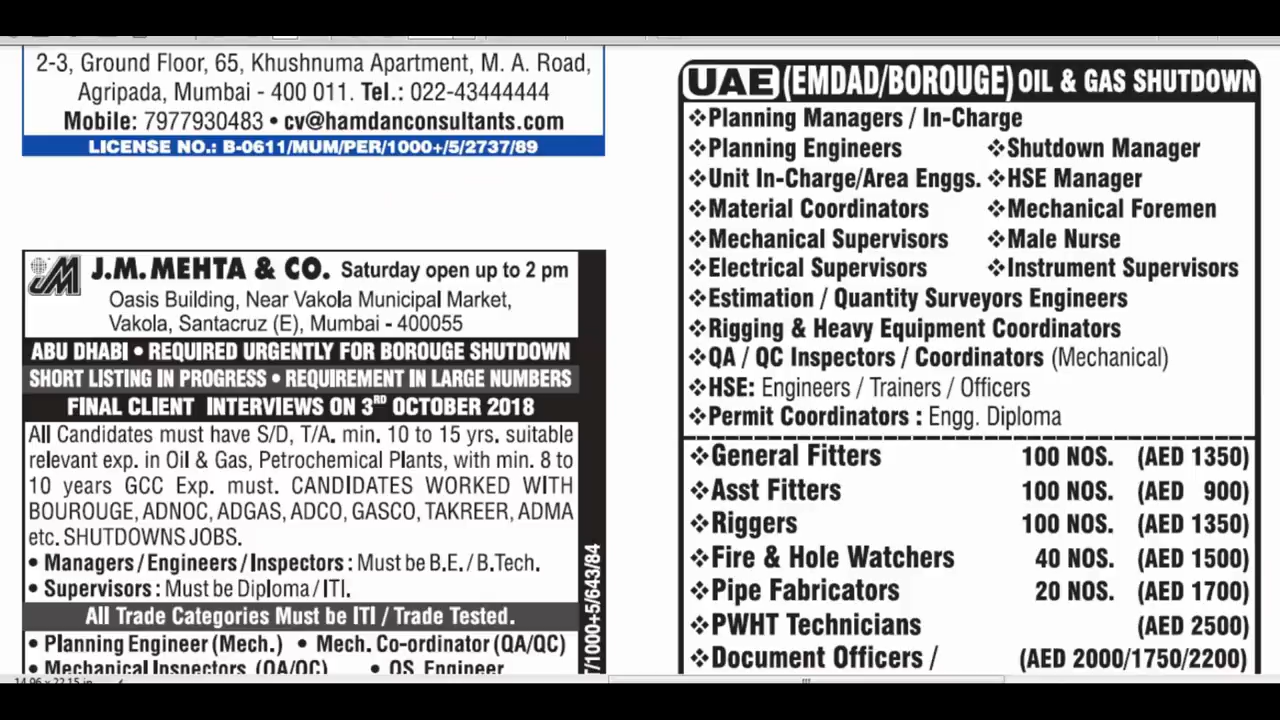 2-3, Ground Floor, 65, Khushnuma Apartment, M. A. Road,
Agripada, Mumbai - 400 011. Tel.: 022-43444444
Mobile: 7977930483 • cv@hamdanconsultants.com
LICENSE NO.: B-0611/MUM/PER/1000+/5/2737/89
JM J.M. MEHTA & CO. Saturday open up to 2 pm
Oasis Building, Near Vakola Municipal Market,
Vakola, Santacruz (E), Mumbai - 400055
ABU DHABI • REQUIRED URGENTLY FOR BOROUGE SHUTDOWN
SHORT LISTING IN PROGRESS • REQUIREMENT IN LARGE NUMBERS
FINAL CLIENT INTERVIEWS ON 3RD OCTOBER 2018
All Candidates must have S/D, T/A. min. 10 to 15 yrs. suitable
relevant exp. in Oil & Gas, Petrochemical Plants, with min. 8 to
10 years GCC Exp. must. CANDIDATES WORKED WITH
BOUROUGE, ADNOC, ADGAS, ADCO, GASCO, TAKREER, ADMA
etc. SHUTDOWNS JOBS.
• Managers / Engineers / Inspectors : Must be B.E. / B.Tech.
• Supervisors : Must be Diploma / ITI.
All Trade Categories Must be ITI / Trade Tested.
• Planning Engineer (Mech.) • Mech. Co-ordinator (QA/QC)
• Mechanical Inspectors (QA/QC) • QS Engineer
/1000+5/643/84
UAE (EMDAD/BOROUGE) OIL & GAS SHUTDOWN
❖Planning Managers / In-Charge
❖Planning Engineers ❖Shutdown Manager
❖Unit In-Charge/Area Enggs. ❖HSE Manager
❖Material Coordinators ❖Mechanical Foremen
❖Mechanical Supervisors ❖Male Nurse
❖Electrical Supervisors ❖Instrument Supervisors
❖Estimation / Quantity Surveyors Engineers
❖Rigging & Heavy Equipment Coordinators
❖QA / QC Inspectors / Coordinators (Mechanical)
❖HSE: Engineers / Trainers / Officers
❖Permit Coordinators : Engg. Diploma
❖General Fitters 100 NOS. (AED 1350)
❖Asst Fitters 100 NOS. (AED 900)
❖Riggers 100 NOS. (AED 1350)
❖Fire & Hole Watchers 40 NOS. (AED 1500)
❖Pipe Fabricators 20 NOS. (AED 1700)
❖PWHT Technicians (AED 2500)
❖Document Officers / (AED 2000/1750/2200)
14.96 x 22.15 in